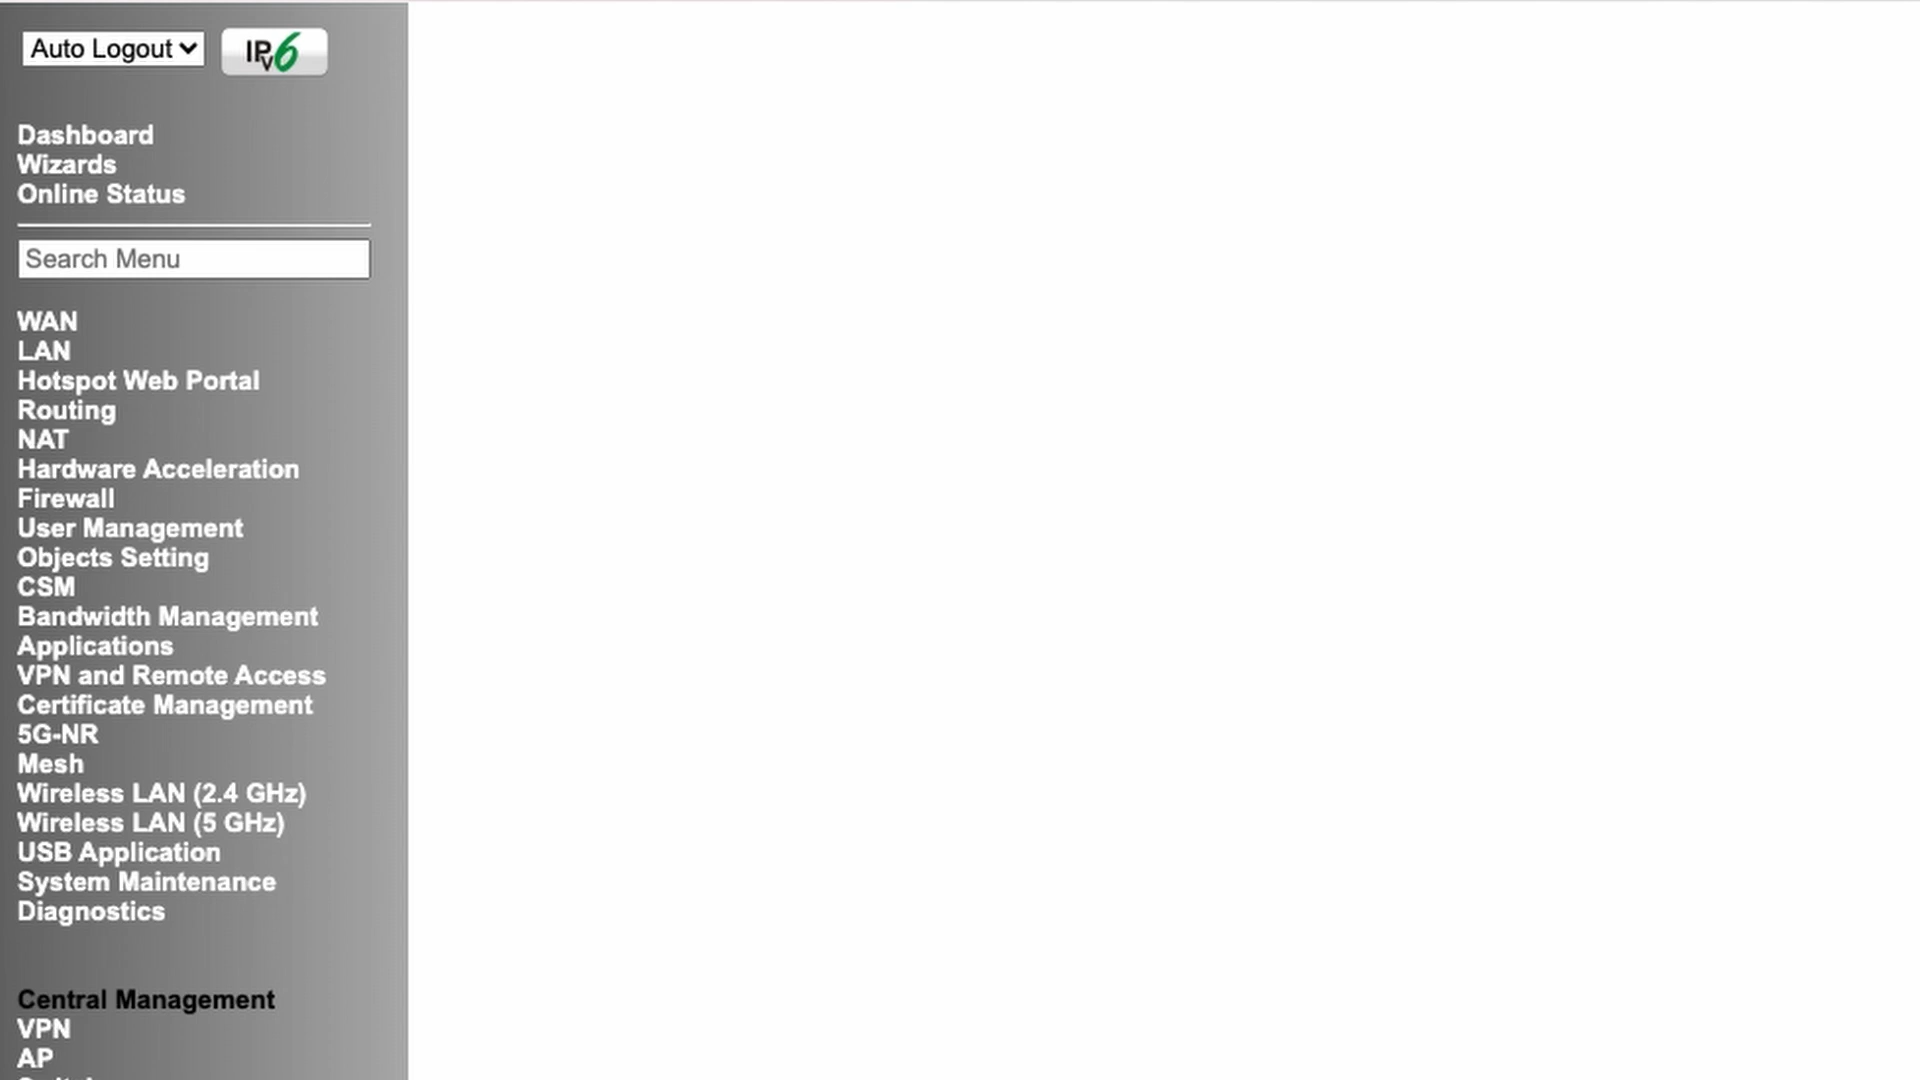 Auto Logout
IPv6
Dashboard
Wizards
Online Status
Search Menu
WAN
LAN
Hotspot Web Portal
Routing
NAT
Hardware Acceleration
Firewall
User Management
Objects Setting
CSM
Bandwidth Management
Applications
VPN and Remote Access
Certificate Management
5G-NR
Mesh
Wireless LAN (2.4 GHz)
Wireless LAN (5 GHz)
USB Application
System Maintenance
Diagnostics
Central Management
VPN
AP